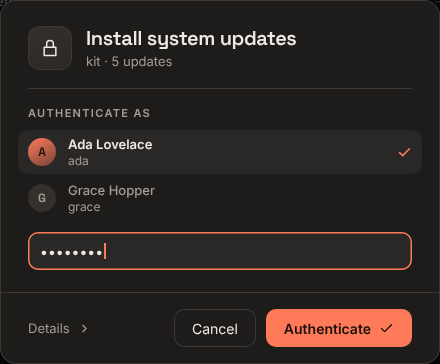 Install system updates
kit · 5 updates
AUTHENTICATE AS
A
Ada Lovelace
ada
G
Grace Hopper
grace
••••••••
Details
Cancel
Authenticate